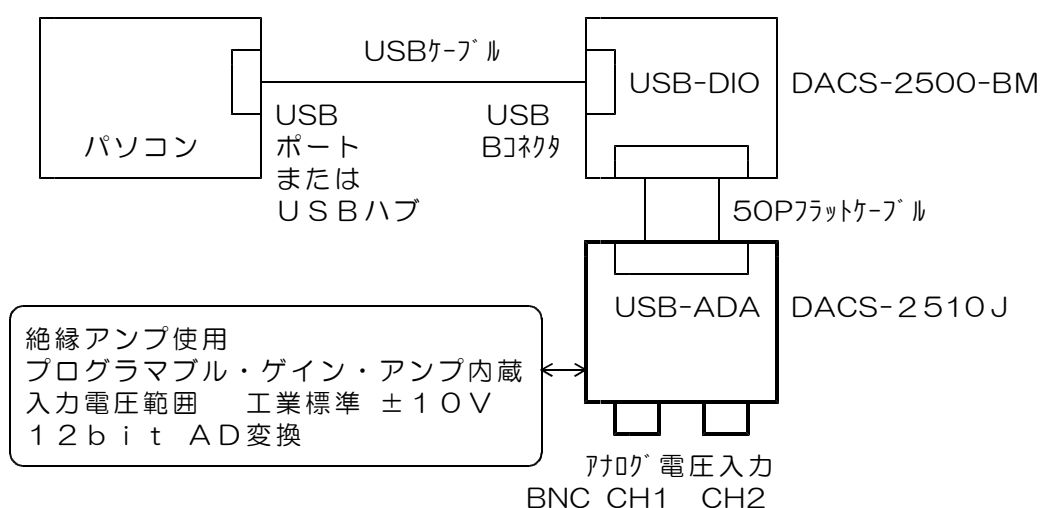 USBｹｰﾌﾞﾙ
USB-DIO
DACS-2500-BM
パソコン
USB
ポート
または
ＵＳＢハブ
USB
Bｺﾈｸﾀ
50Pﾌﾗｯﾄｹｰﾌﾞﾙ
USB-ADA
DACS-２５１０J
絶縁アンプ使用
プログラマブル・ゲイン・アンプ内蔵
入力電圧範囲　工業標準 ±１０Ｖ
１２ｂｉｔ ＡＤ変換
ｱﾅﾛｸﾞ電圧入力
BNC CH1 CH2